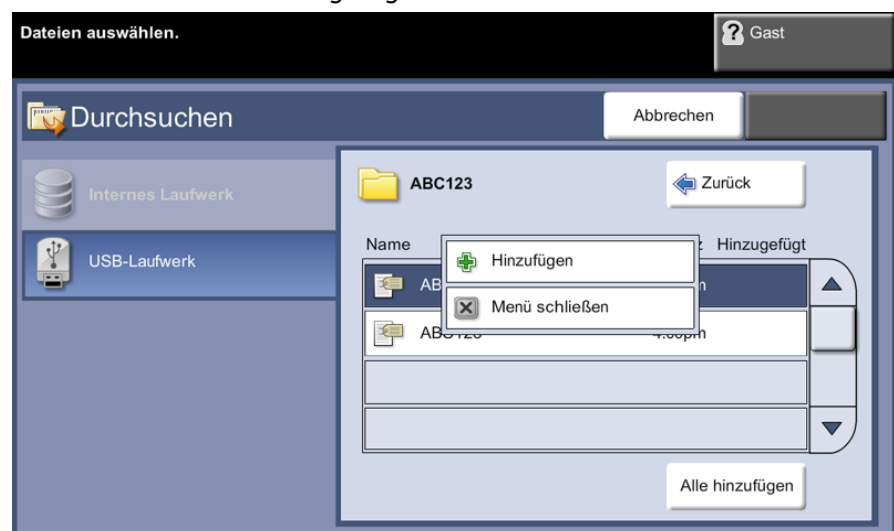 Dateien auswählen.
Gast
Durchsuchen
Abbrechen
Internes Laufwerk
USB-Laufwerk
ABC123
Zurück
Name Hinzugefügt
Hinzufügen
Menü schließen
Alle hinzufügen